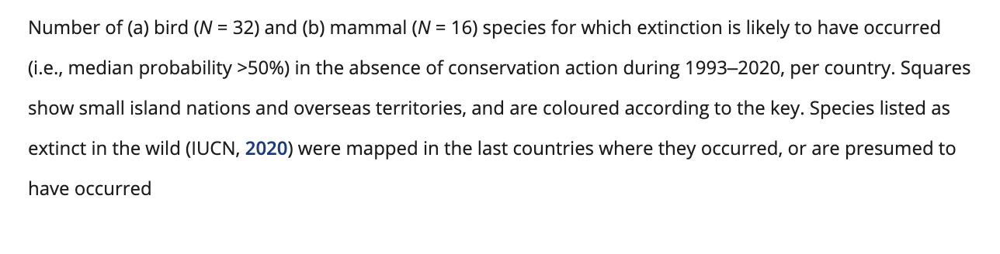 Number of (a) bird (N = 32) and (b) mammal (N = 16) species for which extinction is likely to have occurred
(i.e., median probability >50%) in the absence of conservation action during 1993–2020, per country. Squares
show small island nations and overseas territories, and are coloured according to the key. Species listed as
extinct in the wild (IUCN, 2020) were mapped in the last countries where they occurred, or are presumed to
have occurred